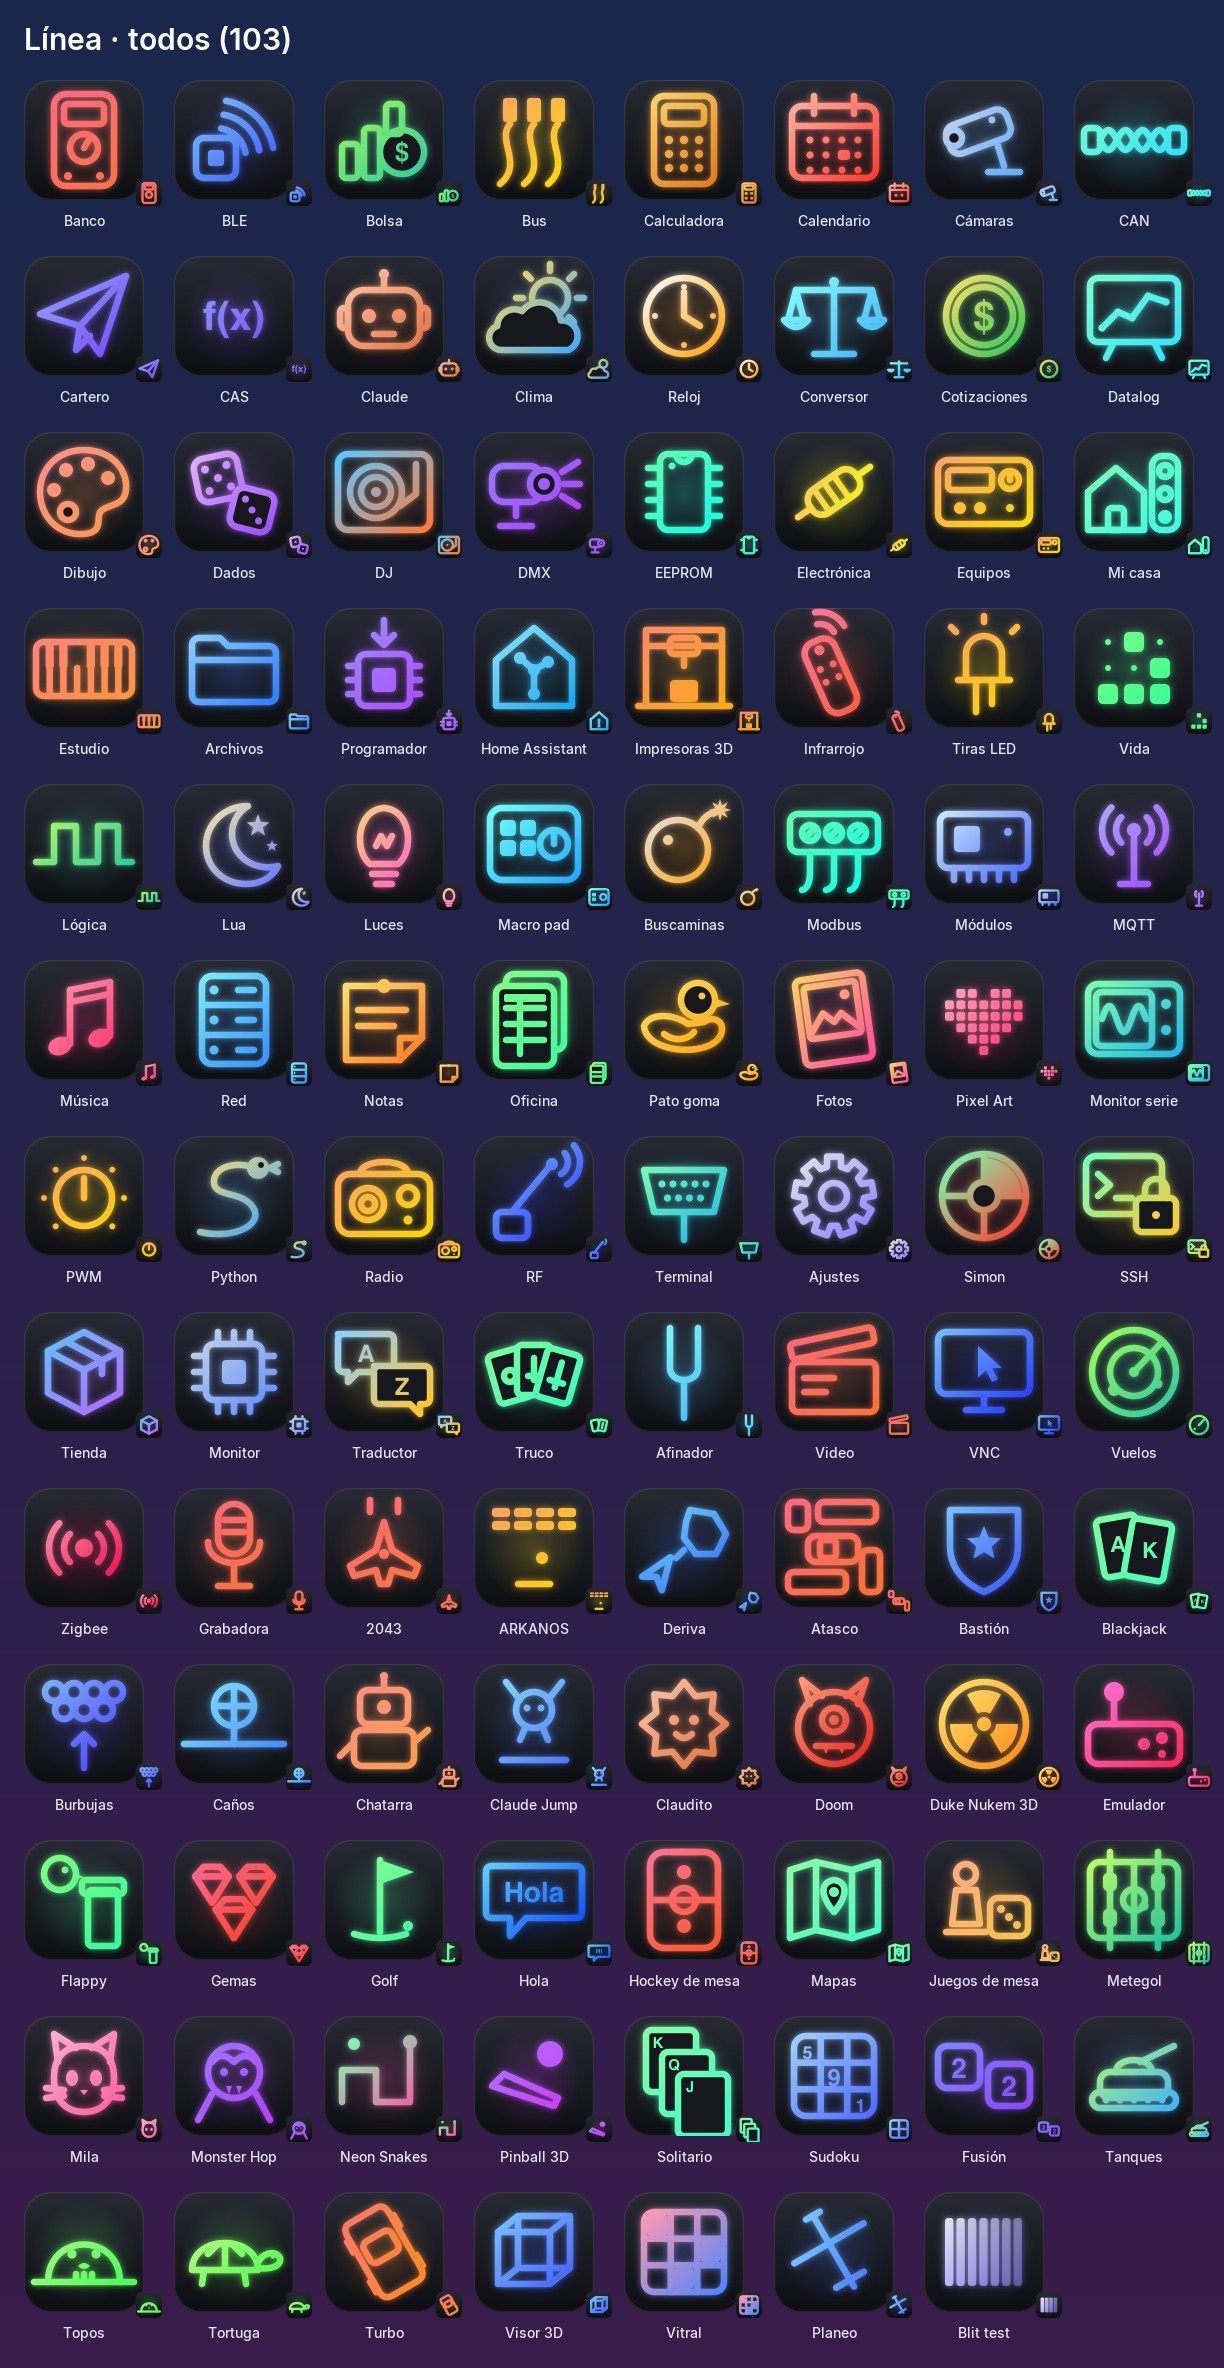 Línea · todos (103)
$
Banco BLE Bolsa Bus Calculadora Calendario Cámaras CAN
f(x) $
Cartero CAS Claude Clima Reloj Conversor Cotizaciones Datalog
Dibujo Dados DJ DMX EEPROM Electrónica Equipos Mi casa
Estudio Archivos Programador Home Assistant Impresoras 3D Infrarrojo Tiras LED Vida
Lógica Lua Luces Macro pad Buscaminas Modbus Módulos MQTT
Música Red Notas Oficina Pato goma Fotos Pixel Art Monitor serie
PWM Python Radio RF Terminal Ajustes Simon SSH
A Z
Tienda Monitor Traductor Truco Afinador Video VNC Vuelos
A K
Zigbee Grabadora 2043 ARKANOS Deriva Atasco Bastión Blackjack
Burbujas Caños Chatarra Claude Jump Claudito Doom Duke Nukem 3D Emulador
Hola
Flappy Gemas Golf Hola Hockey de mesa Mapas Juegos de mesa Metegol
K Q J 5 9 1 2 2
Mila Monster Hop Neon Snakes Pinball 3D Solitario Sudoku Fusión Tanques
Topos Tortuga Turbo Visor 3D Vitral Planeo Blit test